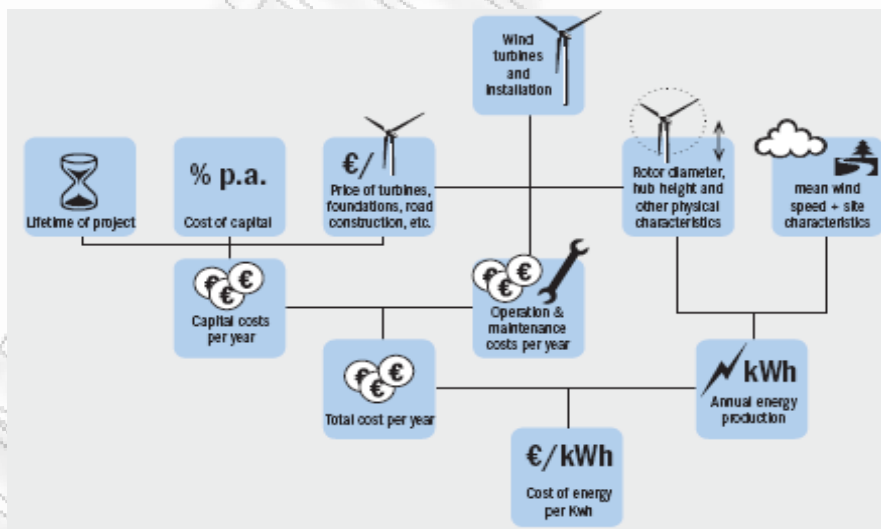 Wind
turbines
and
installation
% p.a.
€/
Lifetime of project
Cost of capital
Price of turbines,
foundations, road
construction, etc.
Rotor diameter,
hub height and
other physical
characteristics
mean wind
speed + site
characteristics
€ € €
Capital costs
per year
€ € €
Operation &
maintenance
costs per year
€ € €
Total cost per year
kWh
Annual energy
production
€/kWh
Cost of energy
per Kwh